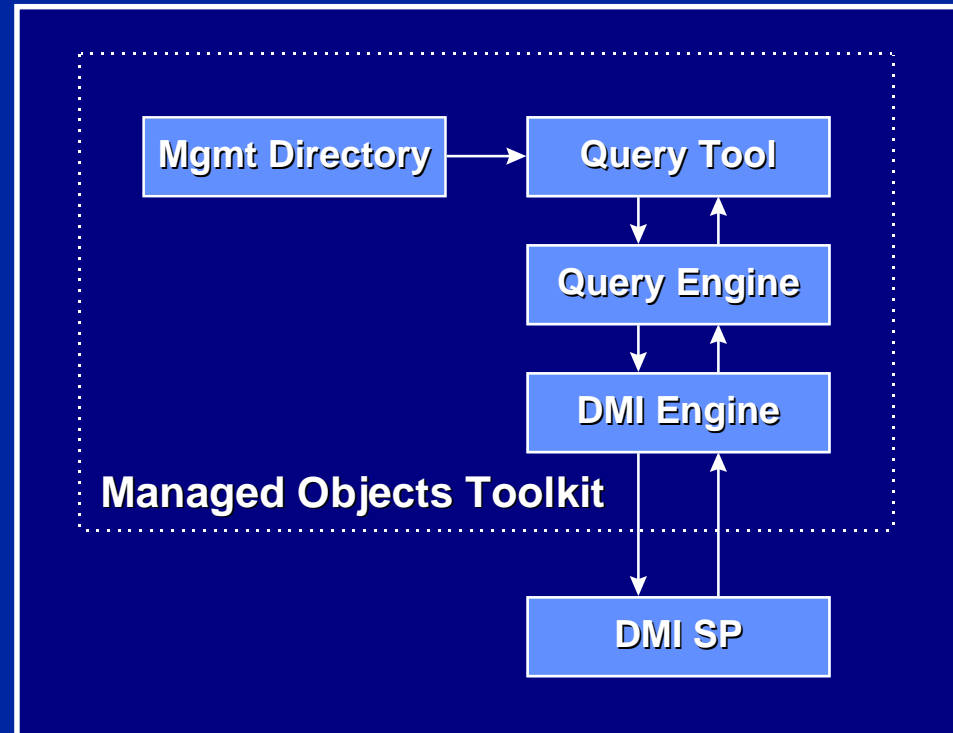 Mgmt Directory
Query Tool
Query Engine
DMI Engine
Managed Objects Toolkit
DMI SP